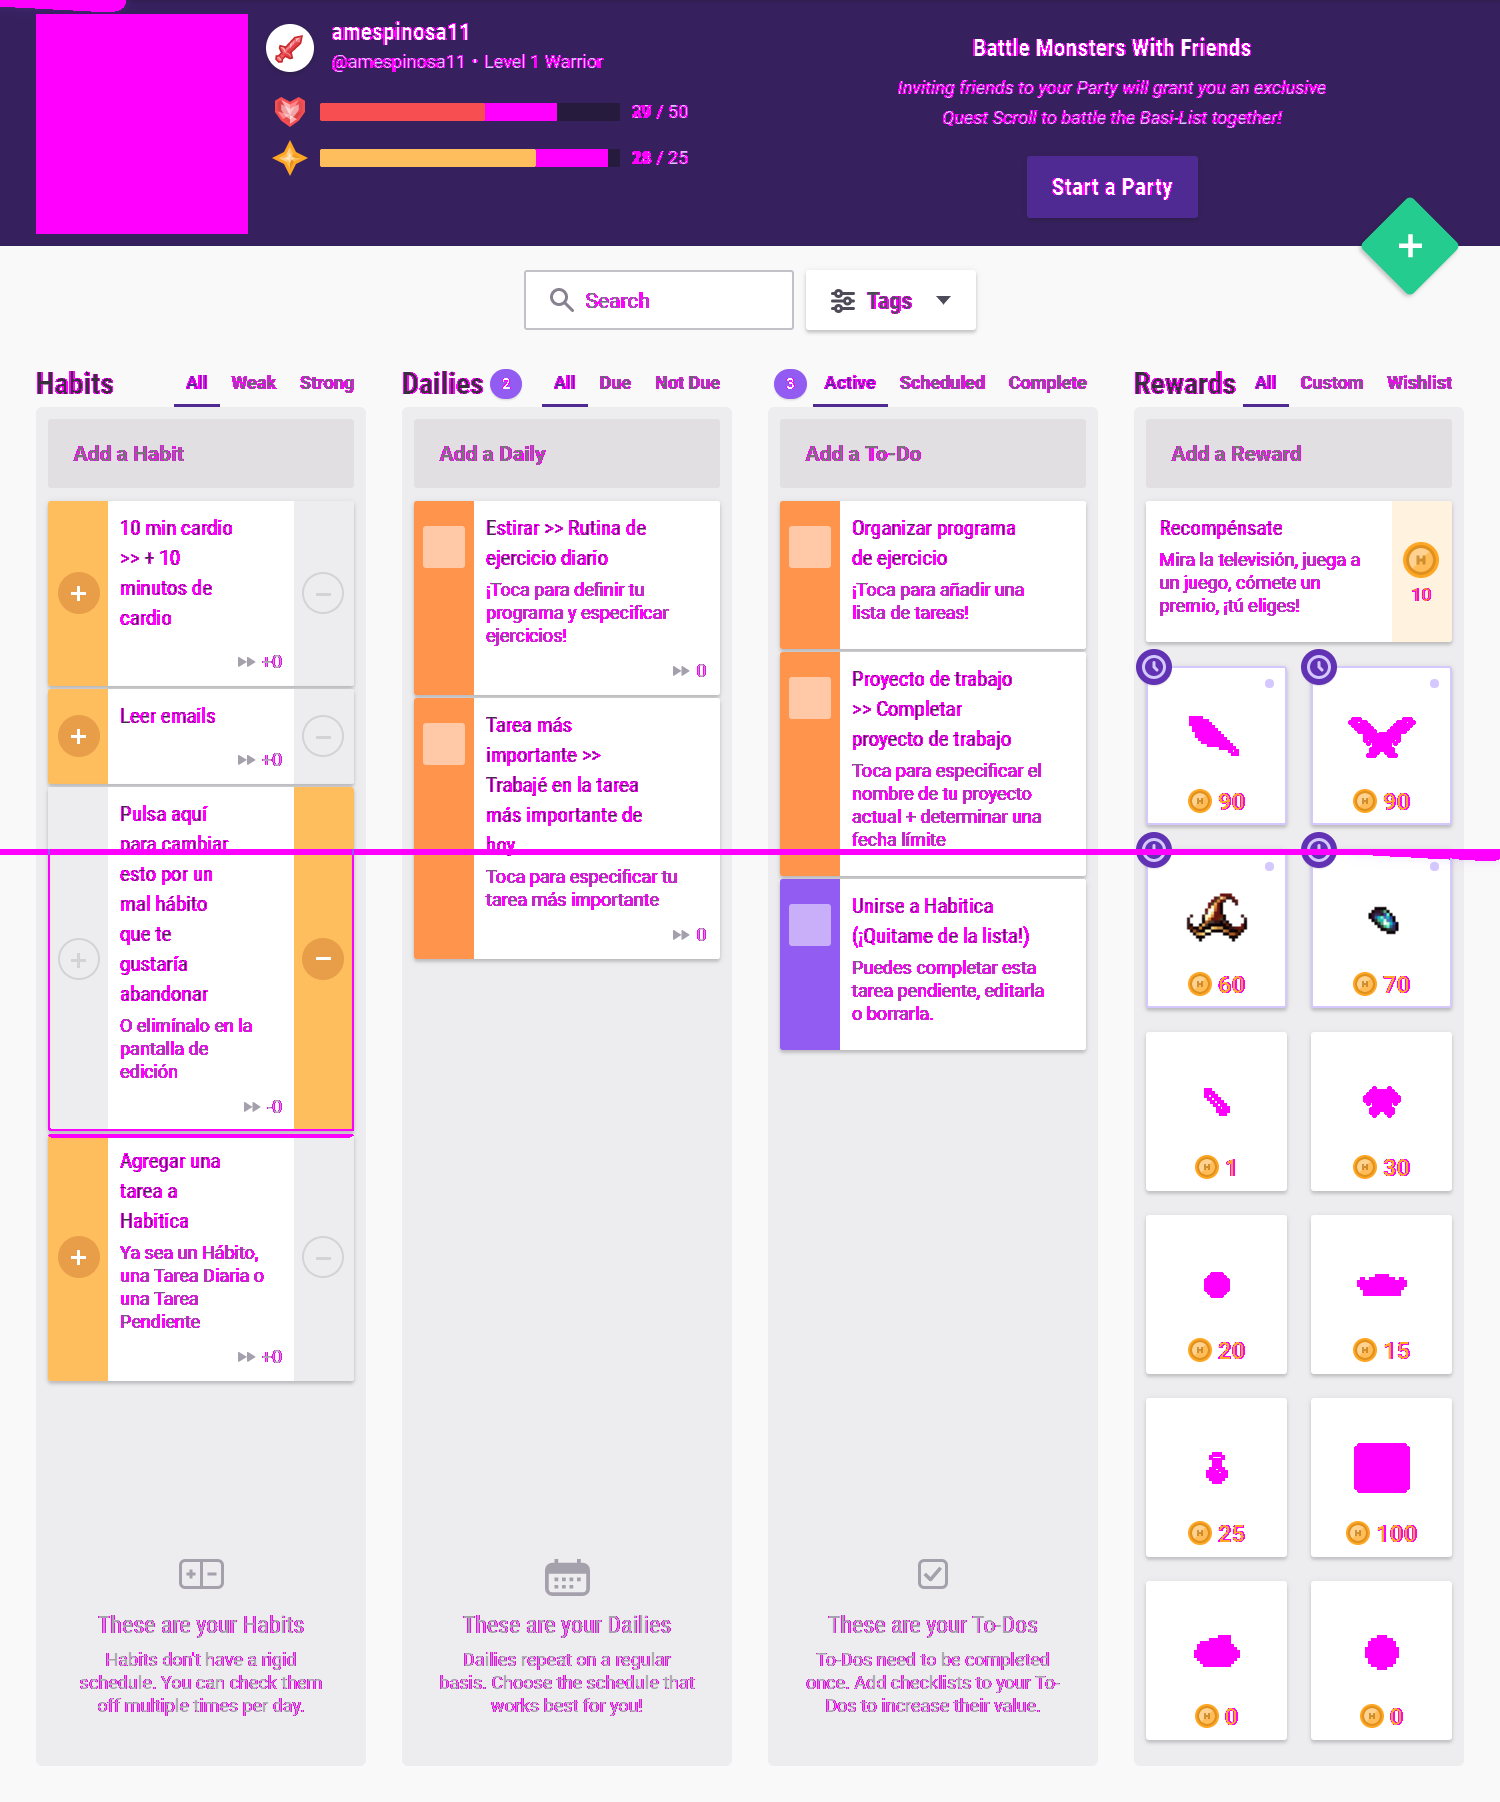 amespinosa11
@amespinosa11 • Level 1 Warrior
/ 50
/ 25
Battle Monsters With Friends
Inviting friends to your Party will grant you an exclusive
Quest Scroll to battle the Basi-List together!
Start a Party
Search
Tags
Habits
All Weak Strong
Add a Habit
10 min cardio
>> + 10
minutes de
cardio
+0
Leer emails
+0
Pulsa aquí
para cambiar
esto por un
mal hábito
que te
gustaría
abandonar
O elimínalo en la
pantalla de
edición
-0
Agregar una
tarea a
Habitica
Ya sea un Hábito,
una Tarea Diaria o
una Tarea
Pendiente
+0
These are your Habits
Habits don't have a rigid
schedule. You can check them
off multiple times per day.
Dailies 2
All Due Not Due
Add a Daily
Estirar >> Rutina de
ejercicio diario
¡Toca para definir tu
programa y especificar
ejercicios!
0
Tarea más
importante >>
Trabajé en la tarea
más importante de
hoy
Toca para especificar tu
tarea más importante
0
These are your Dailies
Dailies repeat on a regular
basis. Choose the schedule that
works best for you!
3
Active Scheduled Complete
Add a To-Do
Organizar programa
de ejercicio
¡Toca para añadir una
lista de tareas!
Proyecto de trabajo
>> Completar
proyecto de trabajo
Toca para especificar el
nombre de tu proyecto
actual + determinar una
fecha límite
Unirse a Habitica
(¡Quitame de la lista!)
Puedes completar esta
tarea pendiente, editarla
o borrarla.
These are your To-Dos
To-Dos need to be completed
once. Add checklists to your To-
Dos to increase their value.
Rewards
All Custom Wishlist
Add a Reward
Recompénsate
Mira la televisión, juega a
un juego, cómete un
premio, ¡tú eliges!
10
90 90
60 70
1 30
20 15
25 100
0 0